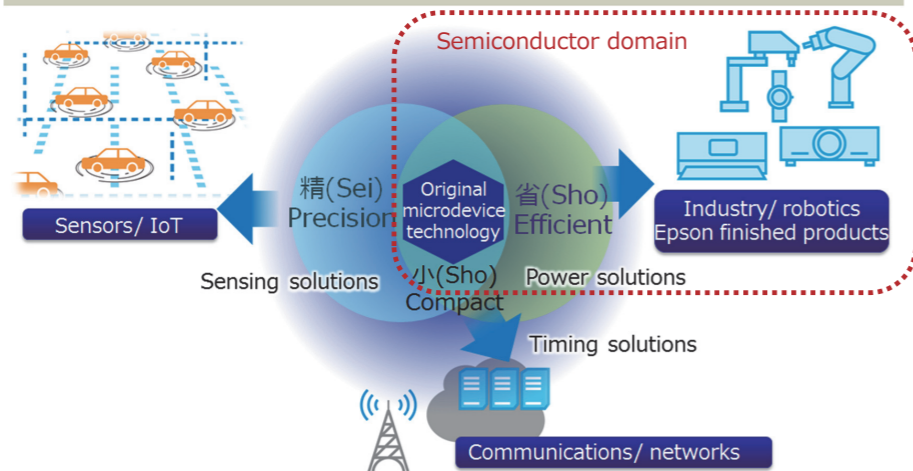 Semiconductor domain
精(Sei)
Precision
Original
microdevice
technology
省(Sho)
Efficient
小(Sho)
Compact
Sensors/ IoT
Industry/ robotics
Epson finished products
Sensing solutions
Power solutions
Timing solutions
Communications/ networks